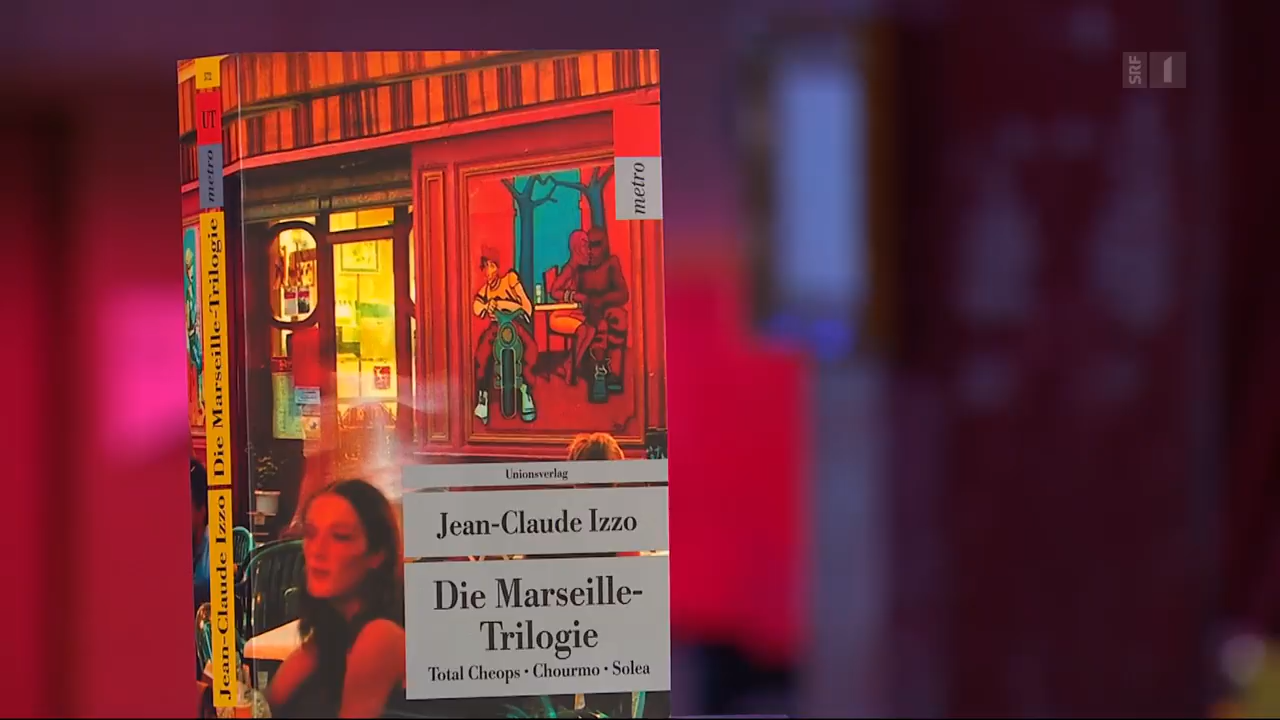 SRF 1
UT
metro
Jean-Claude Izzo Die Marseille-Trilogie
metro
Unionsverlag
Jean-Claude Izzo
Die Marseille-
Trilogie
Total Cheops · Chourmo · Solea